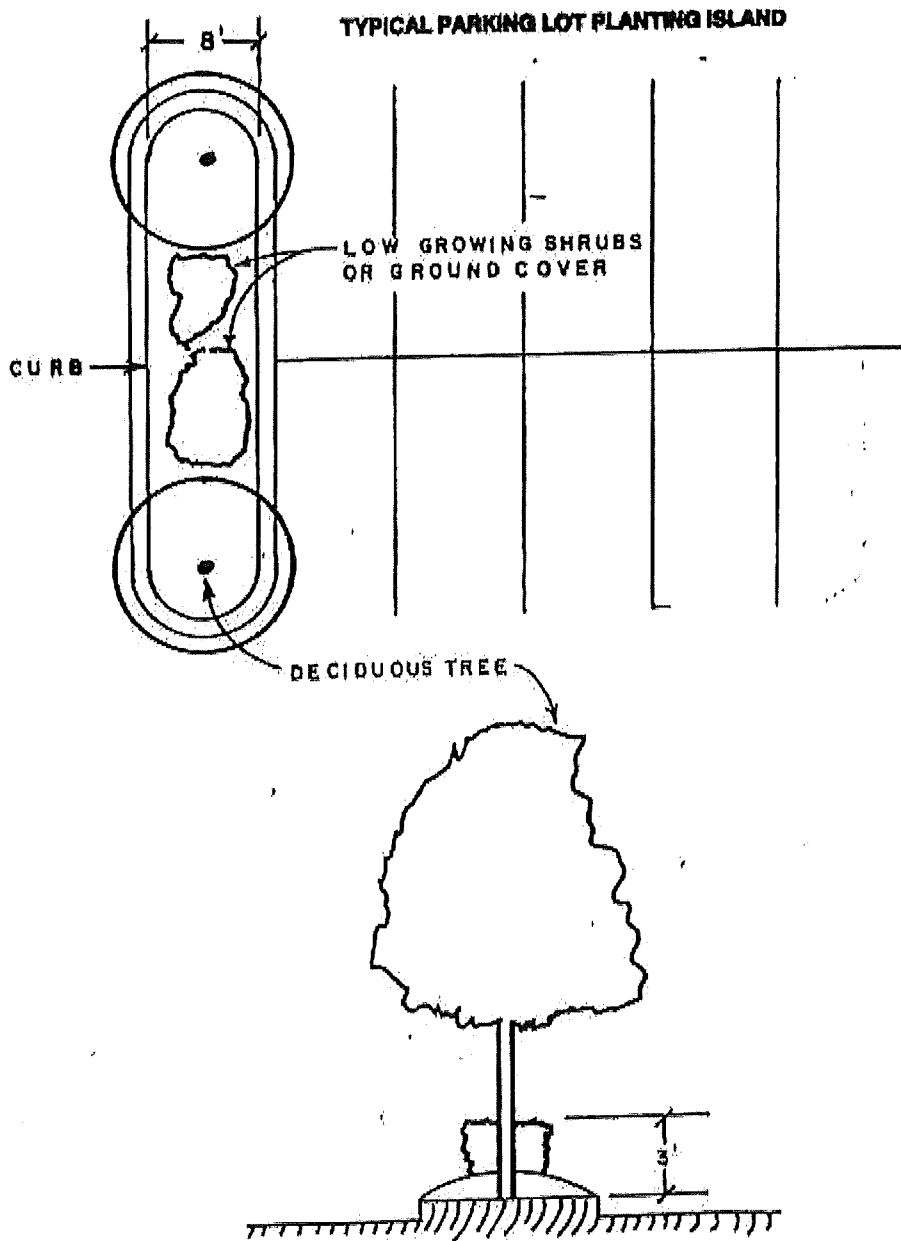 TYPICAL PARKING LOT PLANTING ISLAND
8'
LOW GROWING SHRUBS
OR GROUND COVER
CURB
DECIDUOUS TREE
3'